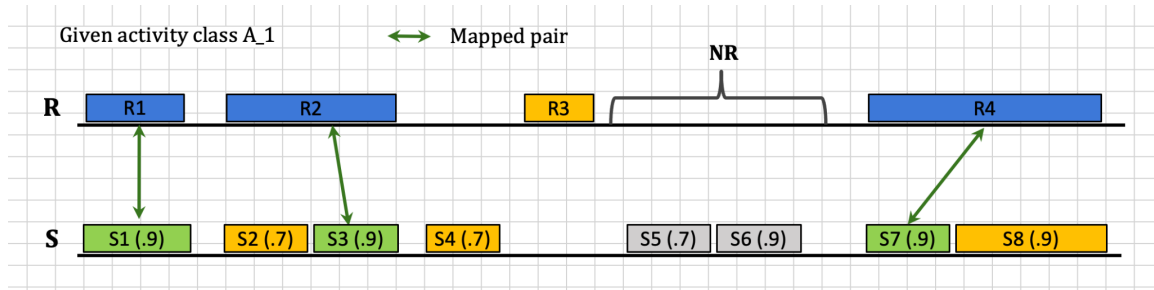 Given activity class A_1 Mapped pair
NR
R R1 R2 R3 R4
S S1 (.9) S2 (.7) S3 (.9) S4 (.7) S5 (.7) S6 (.9) S7 (.9) S8 (.9)